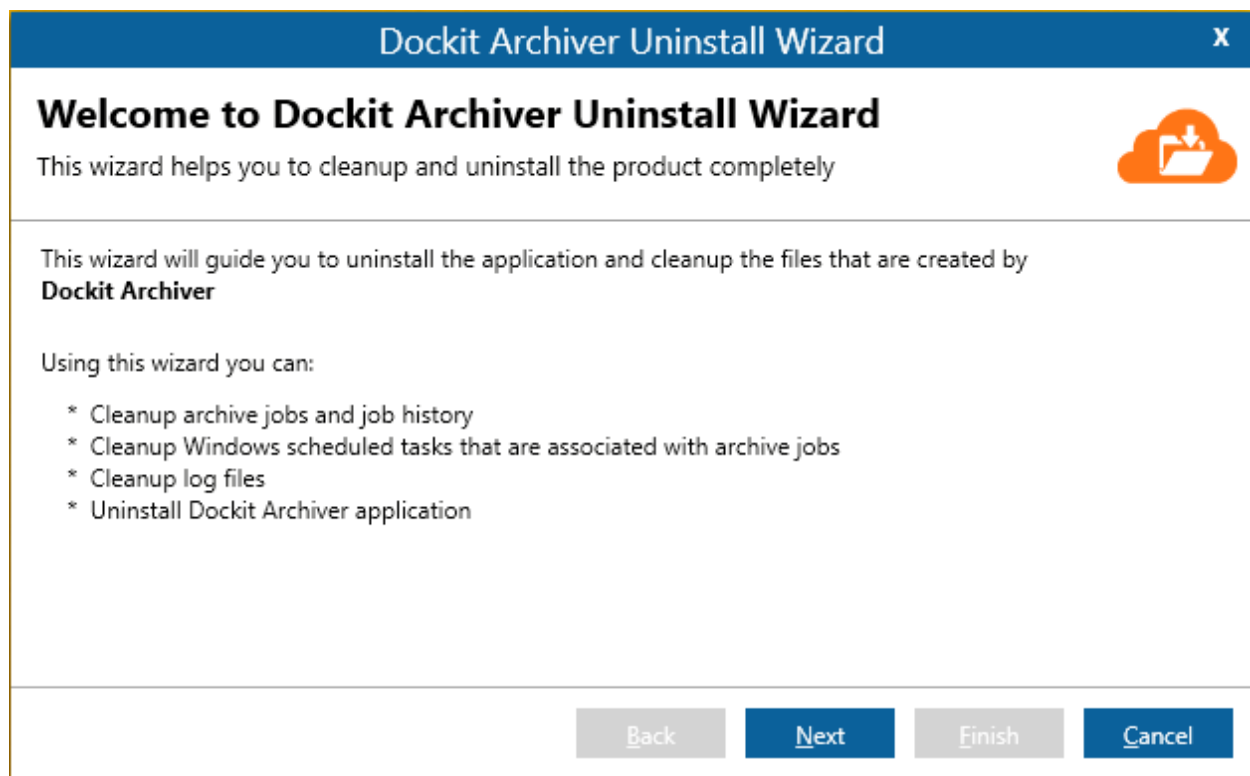 Dockit Archiver Uninstall Wizard
X
Welcome to Dockit Archiver Uninstall Wizard
This wizard helps you to cleanup and uninstall the product completely
This wizard will guide you to uninstall the application and cleanup the files that are created by
Dockit Archiver
Using this wizard you can:
* Cleanup archive jobs and job history
* Cleanup Windows scheduled tasks that are associated with archive jobs
* Cleanup log files
* Uninstall Dockit Archiver application
Back
Next
Finish
Cancel